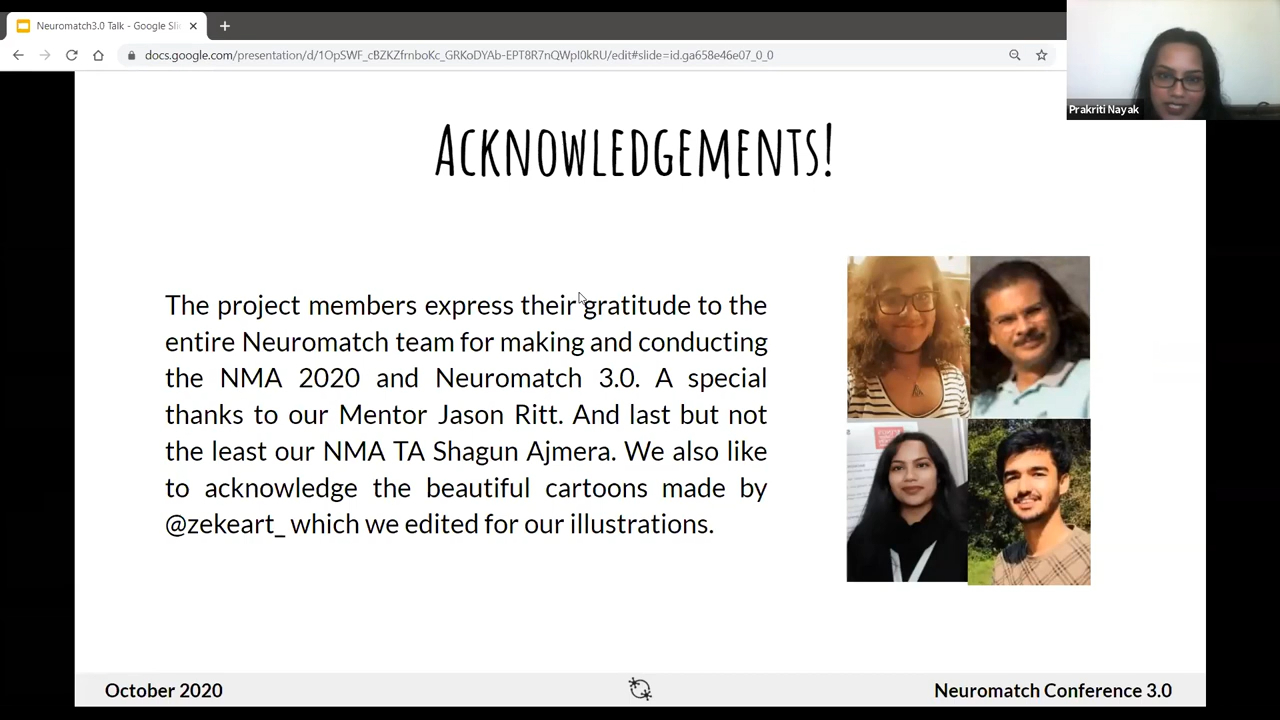 Neuromatch3.0 Talk - Google Sli
docs.google.com/presentation/d/1OpSWF_cBZKZfrnboKc_GRKoDYAb-EPT8R7nQWpI0kRU/edit#slide=id.ga658e46e07_0_0
Prakriti Nayak
ACKNOWLEDGEMENTS!
The project members express their gratitude to the
entire Neuromatch team for making and conducting
the NMA 2020 and Neuromatch 3.0. A special
thanks to our Mentor Jason Ritt. And last but not
the least our NMA TA Shagun Ajmera. We also like
to acknowledge the beautiful cartoons made by
@zekeart_ which we edited for our illustrations.
October 2020
Neuromatch Conference 3.0